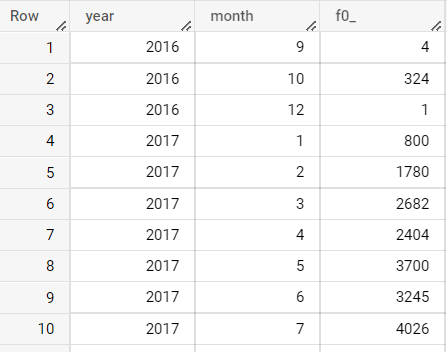 Row year month f0_
1 2016 9 4
2 2016 10 324
3 2016 12 1
4 2017 1 800
5 2017 2 1780
6 2017 3 2682
7 2017 4 2404
8 2017 5 3700
9 2017 6 3245
10 2017 7 4026